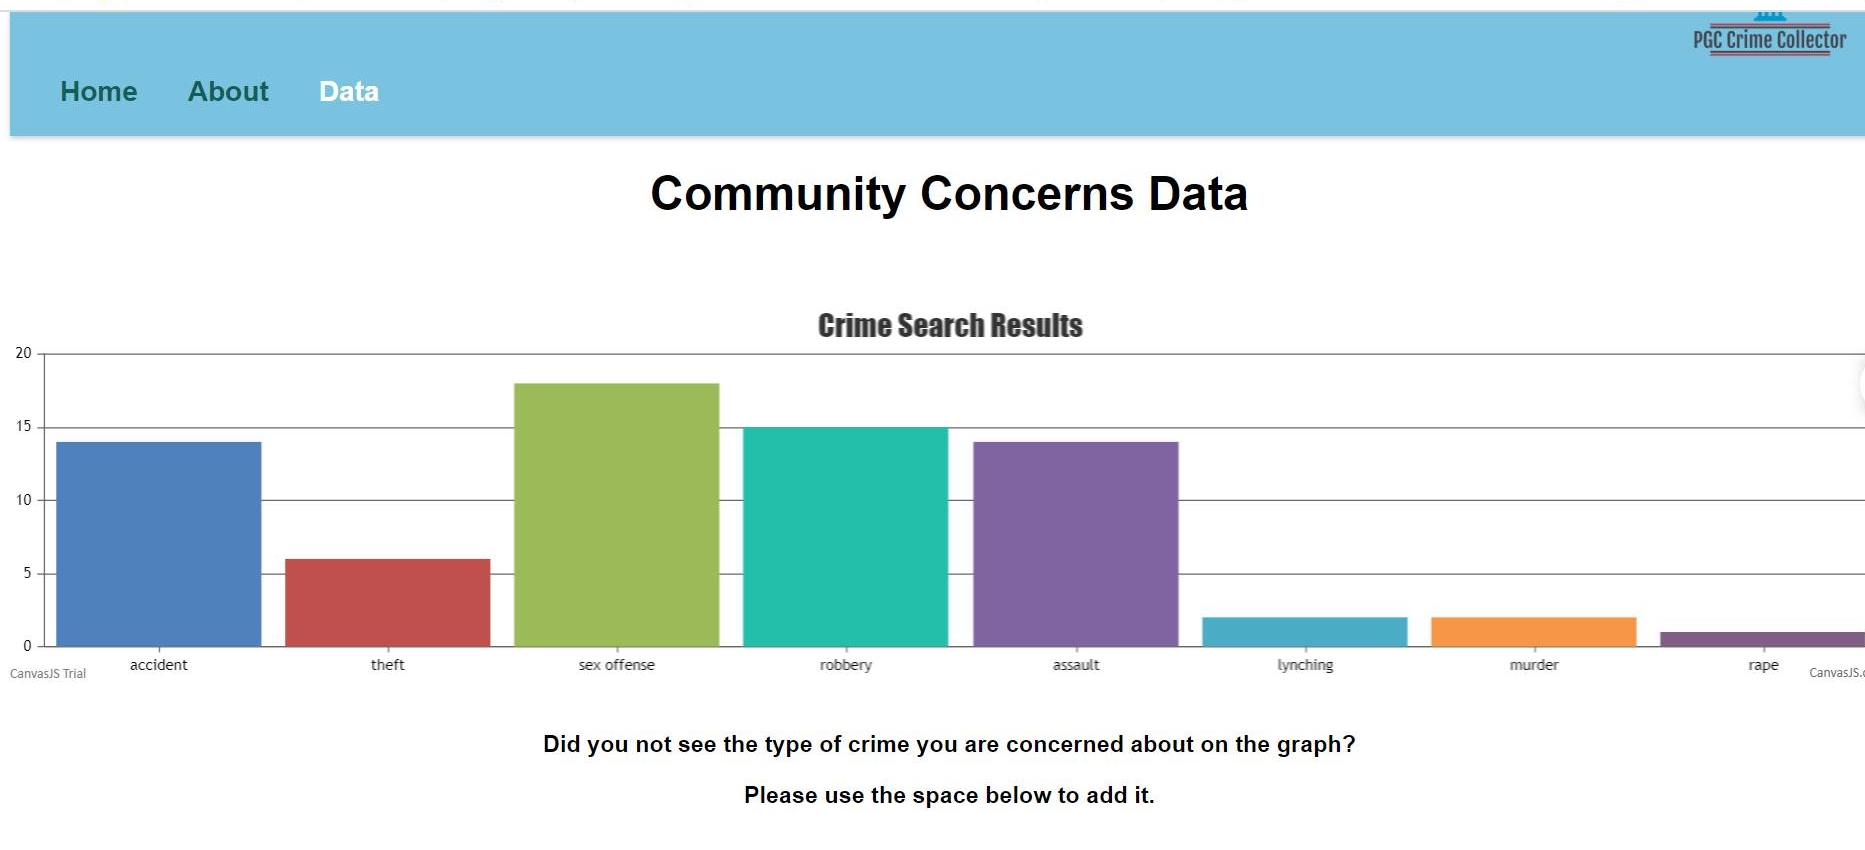 PGC Crime Collector
Home About Data
Community Concerns Data
Crime Search Results
20
15
10
5
0
accident theft sex offense robbery assault lynching murder rape
CanvasJS Trial CanvasJS.c
Did you not see the type of crime you are concerned about on the graph?
Please use the space below to add it.